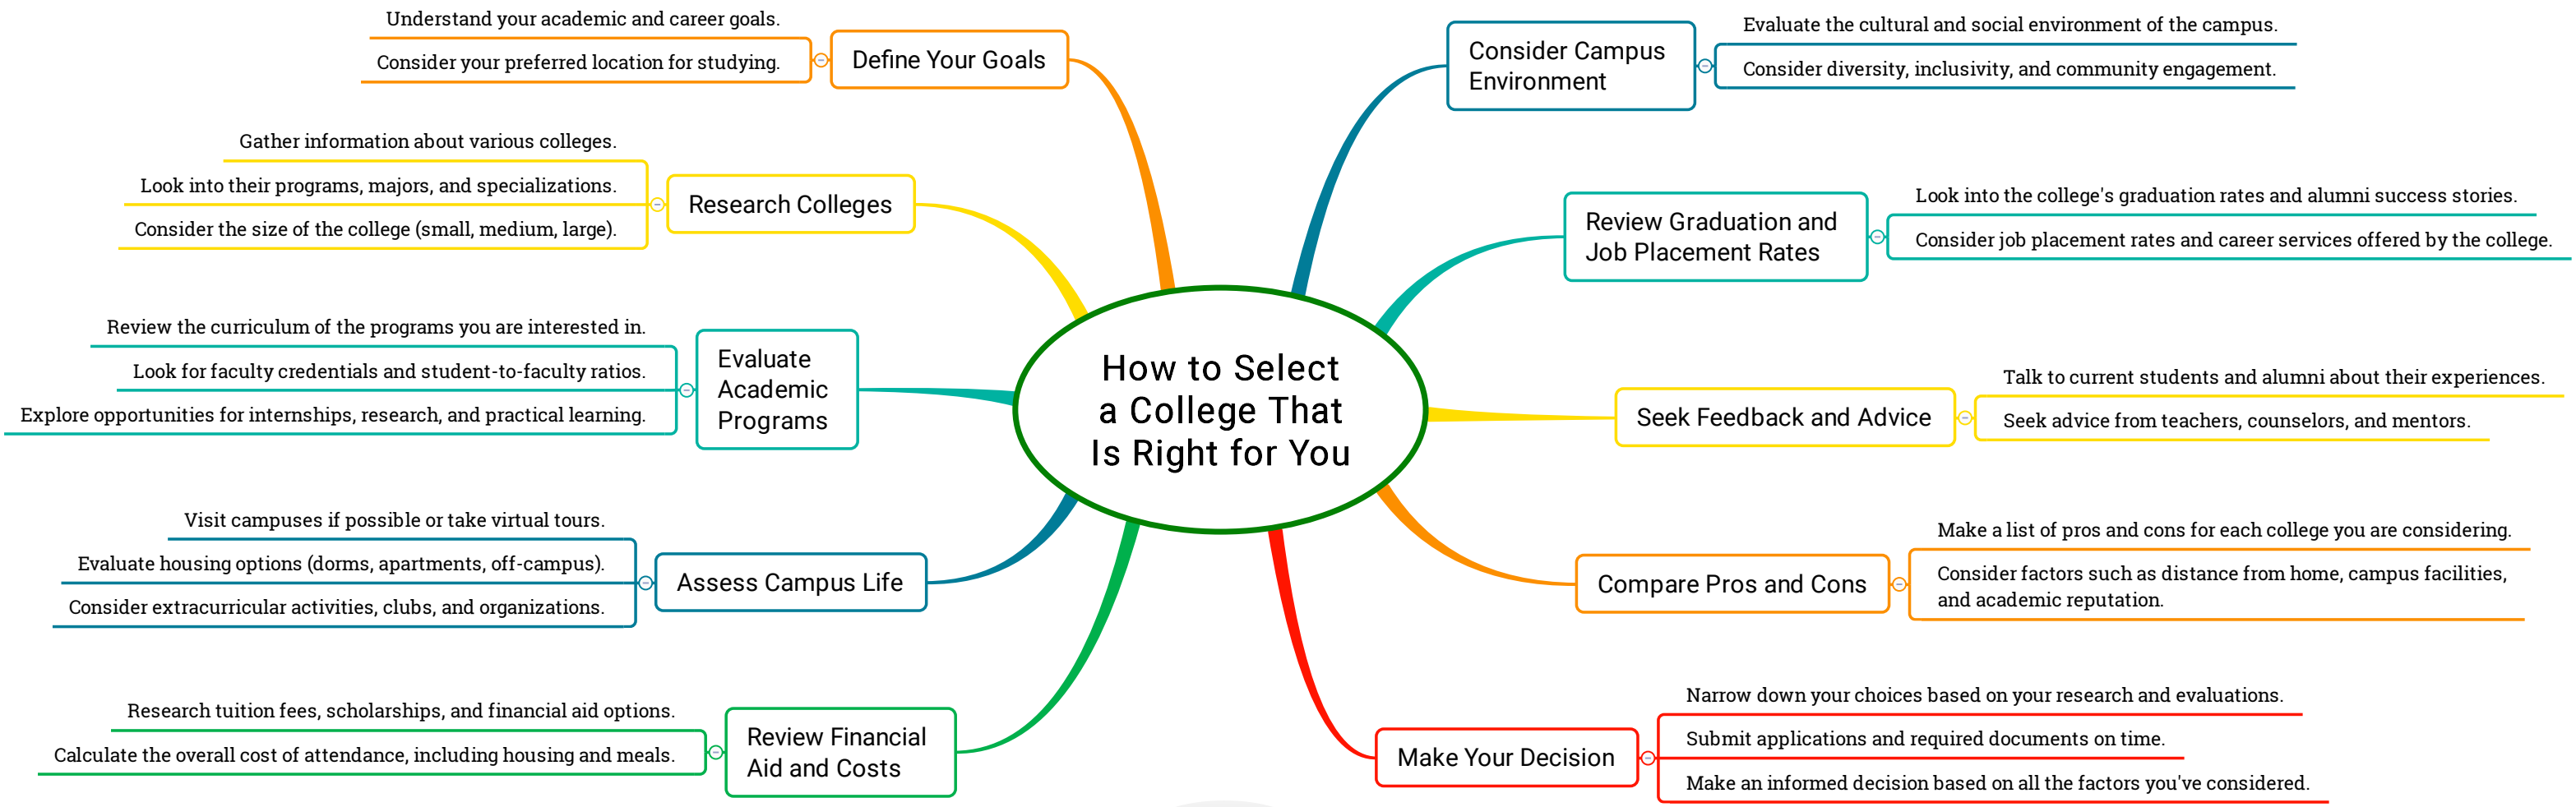 How to Select
a College That
Is Right for You
Define Your Goals
Understand your academic and career goals.
Consider your preferred location for studying.
Research Colleges
Gather information about various colleges.
Look into their programs, majors, and specializations.
Consider the size of the college (small, medium, large).
Evaluate
Academic
Programs
Review the curriculum of the programs you are interested in.
Look for faculty credentials and student-to-faculty ratios.
Explore opportunities for internships, research, and practical learning.
Assess Campus Life
Visit campuses if possible or take virtual tours.
Evaluate housing options (dorms, apartments, off-campus).
Consider extracurricular activities, clubs, and organizations.
Review Financial
Aid and Costs
Research tuition fees, scholarships, and financial aid options.
Calculate the overall cost of attendance, including housing and meals.
Consider Campus
Environment
Evaluate the cultural and social environment of the campus.
Consider diversity, inclusivity, and community engagement.
Review Graduation and
Job Placement Rates
Look into the college's graduation rates and alumni success stories.
Consider job placement rates and career services offered by the college.
Seek Feedback and Advice
Talk to current students and alumni about their experiences.
Seek advice from teachers, counselors, and mentors.
Compare Pros and Cons
Make a list of pros and cons for each college you are considering.
Consider factors such as distance from home, campus facilities,
and academic reputation.
Make Your Decision
Narrow down your choices based on your research and evaluations.
Submit applications and required documents on time.
Make an informed decision based on all the factors you've considered.